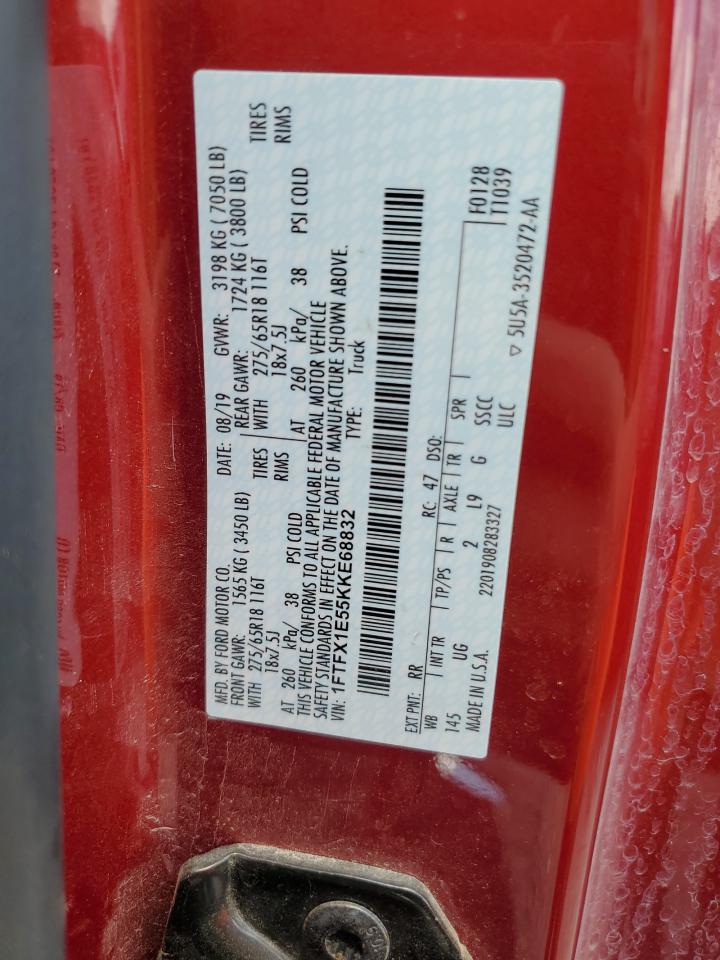 MFD. BY FORD MOTOR CO.
DATE: 08/19 GVWR: 3198 KG ( 7050 LB)
FRONT GAWR: 1565 KG ( 3450 LB) REAR GAWR: 1724 KG ( 3800 LB)
WITH 275/65R18 116T TIRES WITH 275/65R18 116T TIRES
18x7.5J RIMS 18x7.5J RIMS
AT 260 kPa/ 38 PSI COLD AT 260 kPa/ 38 PSI COLD
THIS VEHICLE CONFORMS TO ALL APPLICABLE FEDERAL MOTOR VEHICLE
SAFETY STANDARDS IN EFFECT ON THE DATE OF MANUFACTURE SHOWN ABOVE.
VIN: 1FTFX1E55KKE68832 TYPE: Truck
EXT PNT: RR RC: 47 DSO: F0128
WB INT TR TP/PS R AXLE TR SPR T1039
145 UG 2 L9 G SSCC
MADE IN U.S.A. 2201908283327 ULC
▽ 5U5A-3520472-AA